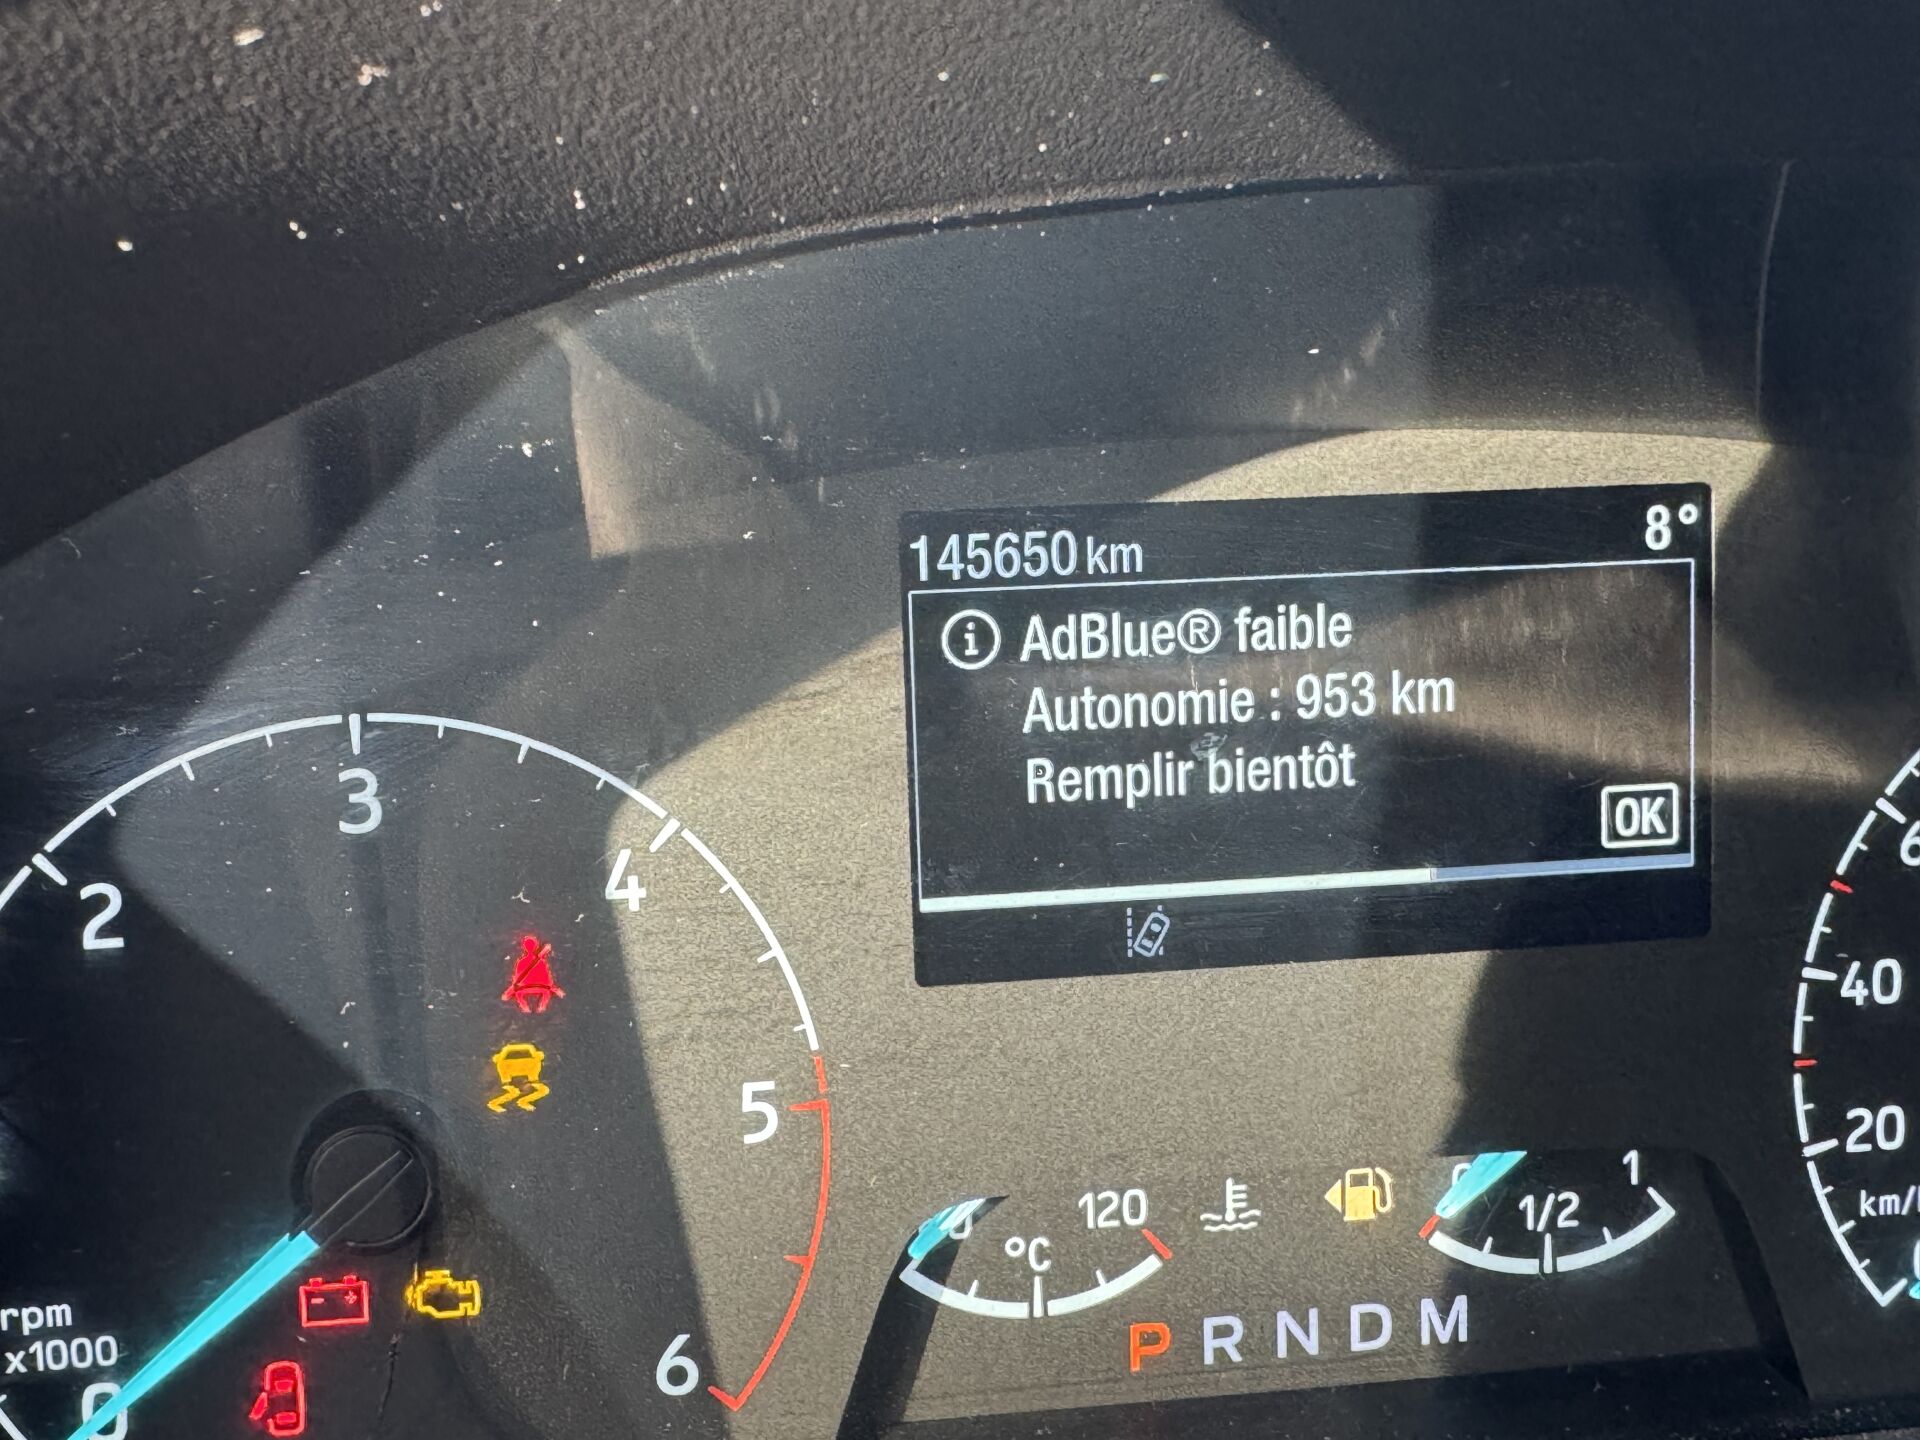 145650 km
8°
AdBlue® faible
Autonomie : 953 km
Remplir bientôt
OK
2
3
4
5
6
0
rpm
x1000
120
°C
1/2
1
P R N D M
40
20
km/